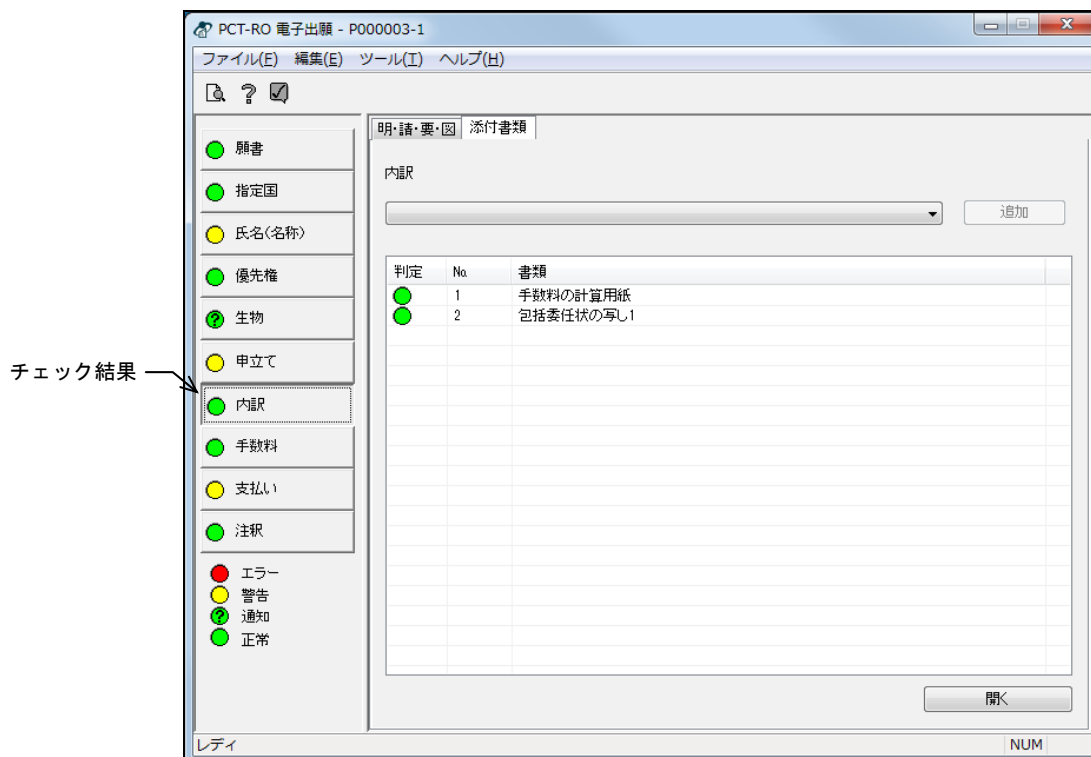 PCT-RO 電子出願 - P000003-1
ファイル(F) 編集(E) ツール(T) ヘルプ(H)
明・請・要・図 添付書類
願書
指定国
氏名(名称)
優先権
生物
申立て
内訳
手数料
支払い
注釈
エラー
警告
通知
正常
チェック結果
内訳
追加
判定 No. 書類
1 手数料の計算用紙
2 包括委任状の写し1
開く
レディ NUM